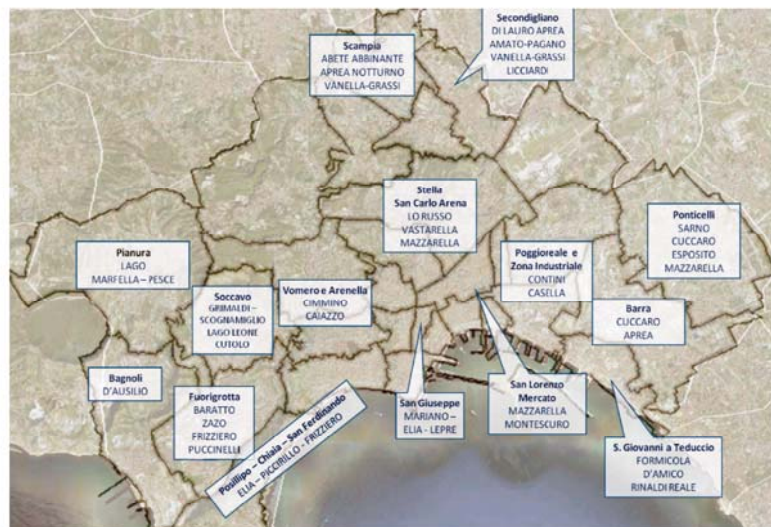 Secondigliano
DI LAURO APREA
AMATO-PAGANO
VANELLA-GRASSI
LICCIARDI
Scampia
ABETE ABBINANTE
APREA NOTTURNO
VANELLA-GRASSI
Stella
San Carlo Arena
LO RUSSO
VASTARELLA
MAZZARELLA
Ponticelli
SARNO
CUCCARO
ESPOSITO
MAZZARELLA
Pianura
LAGO
MARFELLA – PESCE
Poggioreale e
Zona Industriale
CONTINI
CASELLA
Soccavo
GRIMALDI –
SCOGNAMIGLIO
LAGO LEONE
CUTOLO
Vomero e Arenella
CIMMINO
CAIAZZO
Barra
CUCCARO
APREA
Bagnoli
D'AUSILIO
Fuorigrotta
BARATTO
ZAZO
FRIZZIERO
PUCCINELLI
Posillipo – Chiaia – San Ferdinando
ELIA – PICCIRILLO - FRIZZIERO
San Giuseppe
MARIANO –
ELIA - LEPRE
San Lorenzo
Mercato
MAZZARELLA
MONTESCURO
S. Giovanni a Teduccio
FORMICOLA
D'AMICO
RINALDI REALE